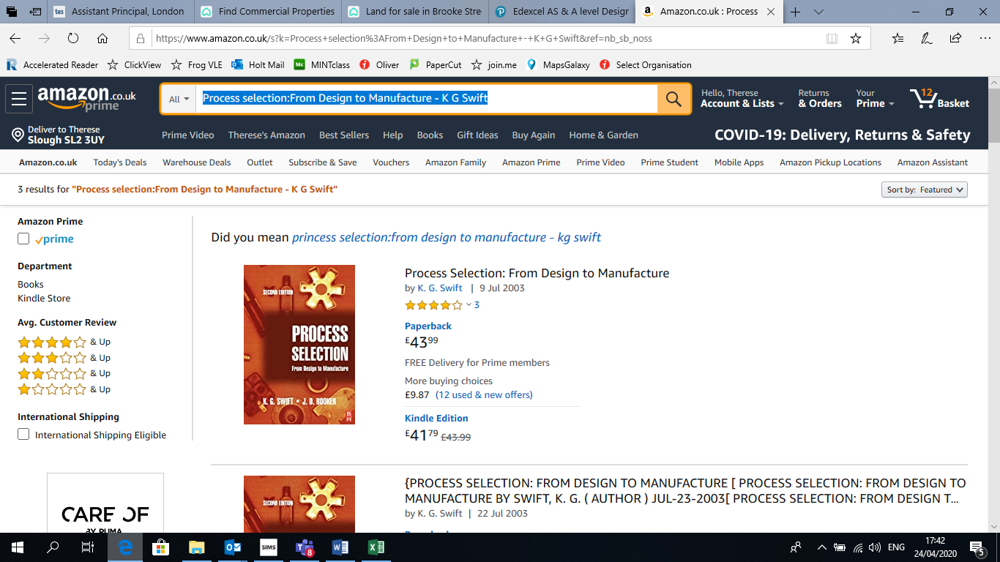 tes Assistant Principal, London
Find Commercial Properties
Land for sale in Brooke Stre
Edexcel AS & A level Design
Amazon.co.uk : Process
https://www.amazon.co.uk/s?k=Process+selection%3AFrom+Design+to+Manufacture+-+K+G+Swift&ref=nb_sb_noss
Accelerated Reader ClickView Frog VLE Holt Mail MINTclass Oliver PaperCut join.me MapsGalaxy Select Organisation
amazon.co.uk
prime
All
Process selection:From Design to Manufacture - K G Swift
Hello, Therese
Account & Lists
Returns
& Orders
Your
Prime
12
Basket
Deliver to Therese
Slough SL2 3UY
Prime Video Therese's Amazon Best Sellers Help Books Gift Ideas Buy Again Home & Garden
COVID-19: Delivery, Returns & Safety
Amazon.co.uk Today's Deals Warehouse Deals Outlet Subscribe & Save Vouchers Amazon Family Amazon Prime Prime Video Prime Student Mobile Apps Amazon Pickup Locations Amazon Assistant
3 results for "Process selection:From Design to Manufacture - K G Swift"
Sort by: Featured
Amazon Prime
prime
Department
Books
Kindle Store
Avg. Customer Review
& Up
& Up
& Up
& Up
International Shipping
International Shipping Eligible
CARE OF
BY PUMA
Did you mean princess selection:from design to manufacture - kg swift
SECOND EDITION
PROCESS
SELECTION
From Design to Manufacture
K. G. SWIFT • J. D. BOOKER
B
H
Process Selection: From Design to Manufacture
by K. G. Swift | 9 Jul 2003
3
Paperback
£43 99
FREE Delivery for Prime members
More buying choices
£9.87 (12 used & new offers)
Kindle Edition
£41 79 £43.99
SECOND EDITION
{PROCESS SELECTION: FROM DESIGN TO MANUFACTURE [ PROCESS SELECTION: FROM DESIGN TO
MANUFACTURE BY SWIFT, K. G. ( AUTHOR ) JUL-23-2003[ PROCESS SELECTION: FROM DESIGN T...
by K. G. Swift | 22 Jul 2003
SIMS
8
ENG
17:42
24/04/2020
5